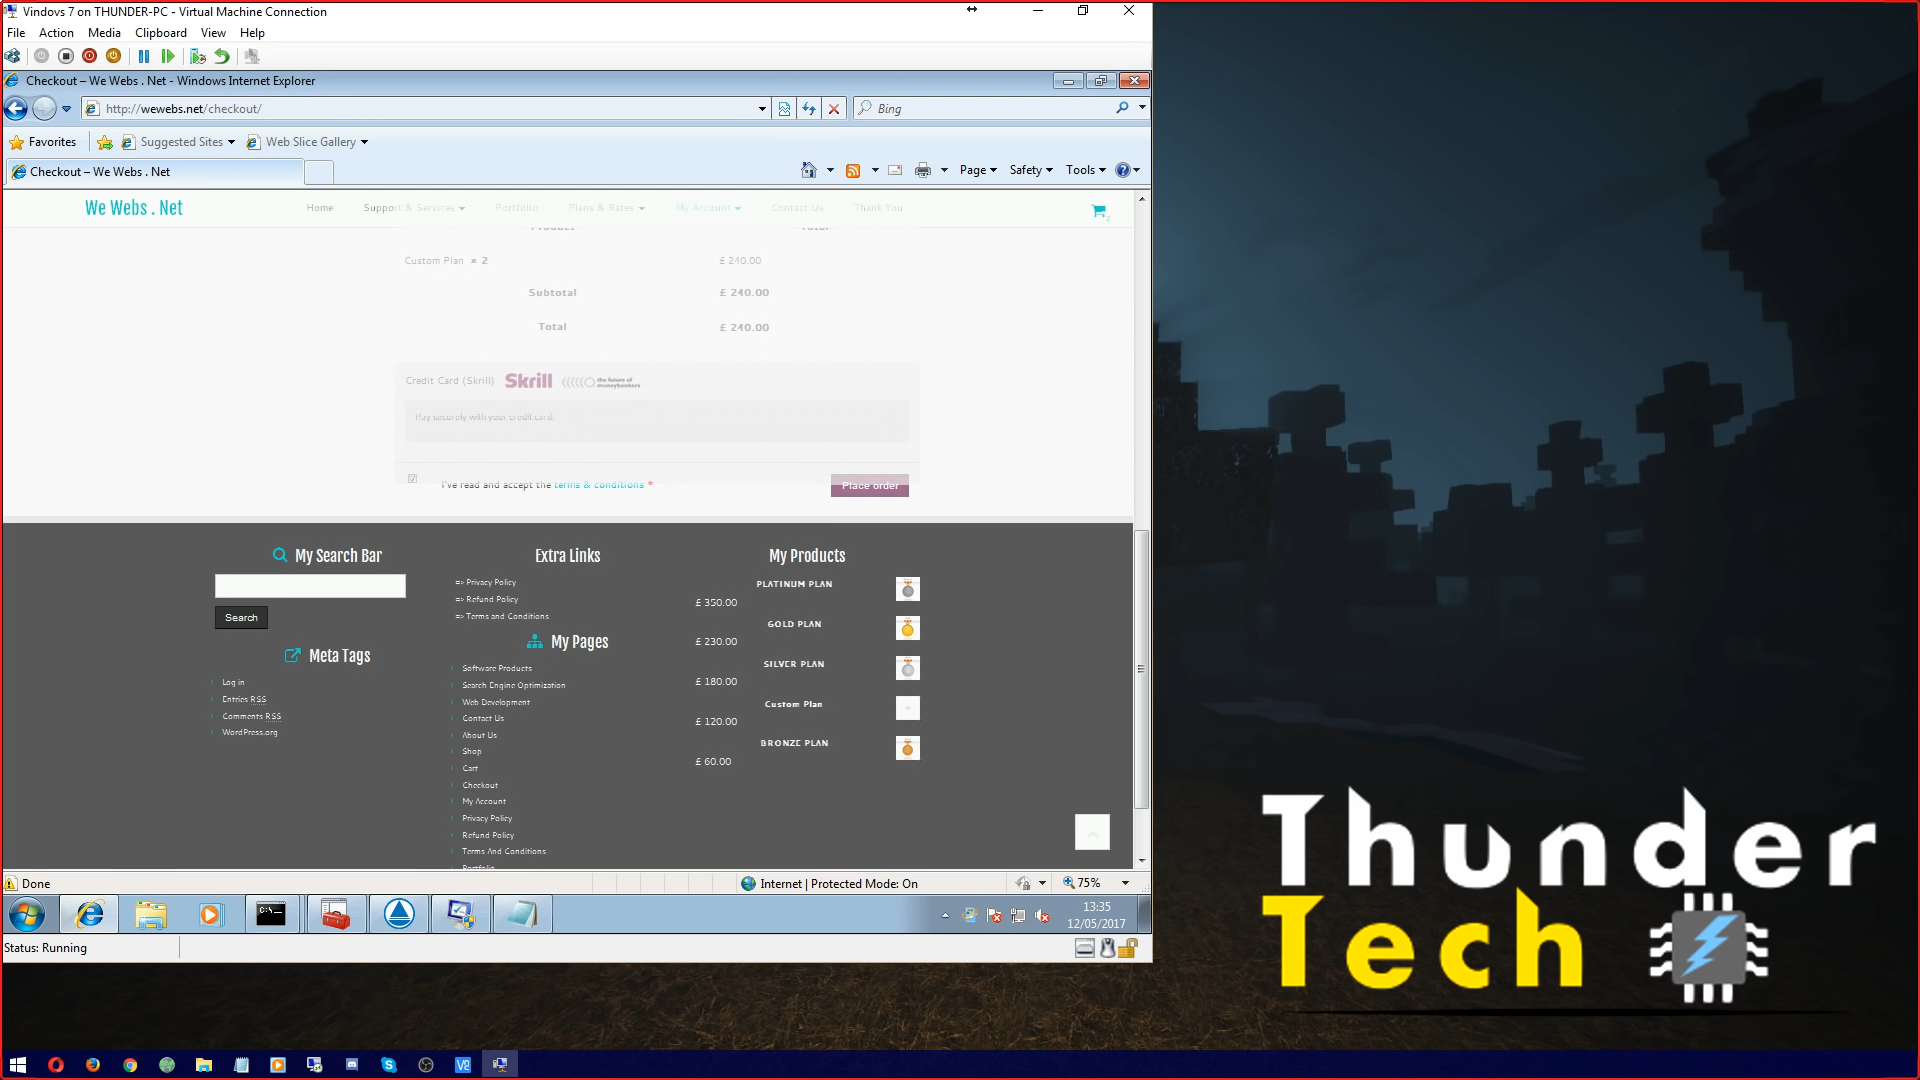 Vindovs 7 on THUNDER-PC - Virtual Machine Connection
File Action Media Clipboard View Help
Checkout – We Webs . Net - Windows Internet Explorer
http://wewebs.net/checkout/
Bing
Favorites Suggested Sites Web Slice Gallery
Checkout – We Webs . Net
Page Safety Tools
We Webs . Net
Home Support & Services Portfolio Plans & Rates My Account Contact Us Thank You
2
Product Total
Custom Plan × 2 £ 240.00
Subtotal £ 240.00
Total £ 240.00
Credit Card (Skrill) Skrill the future of moneybookers
Pay securely with your credit card.
I've read and accept the terms & conditions *
Place order
My Search Bar
Search
Meta Tags
Log in
Entries RSS
Comments RSS
WordPress.org
Extra Links
=> Privacy Policy
=> Refund Policy
=> Terms and Conditions
My Pages
Software Products
Search Engine Optimization
Web Development
Contact Us
About Us
Shop
Cart
Checkout
My Account
Privacy Policy
Refund Policy
Terms And Conditions
Portfolio
My Products
PLATINUM PLAN
£ 350.00
GOLD PLAN
£ 230.00
SILVER PLAN
£ 180.00
Custom Plan
£ 120.00
BRONZE PLAN
£ 60.00
Done
Internet | Protected Mode: On
75%
C:\_
13:35
12/05/2017
Status: Running
Thunder
Tech